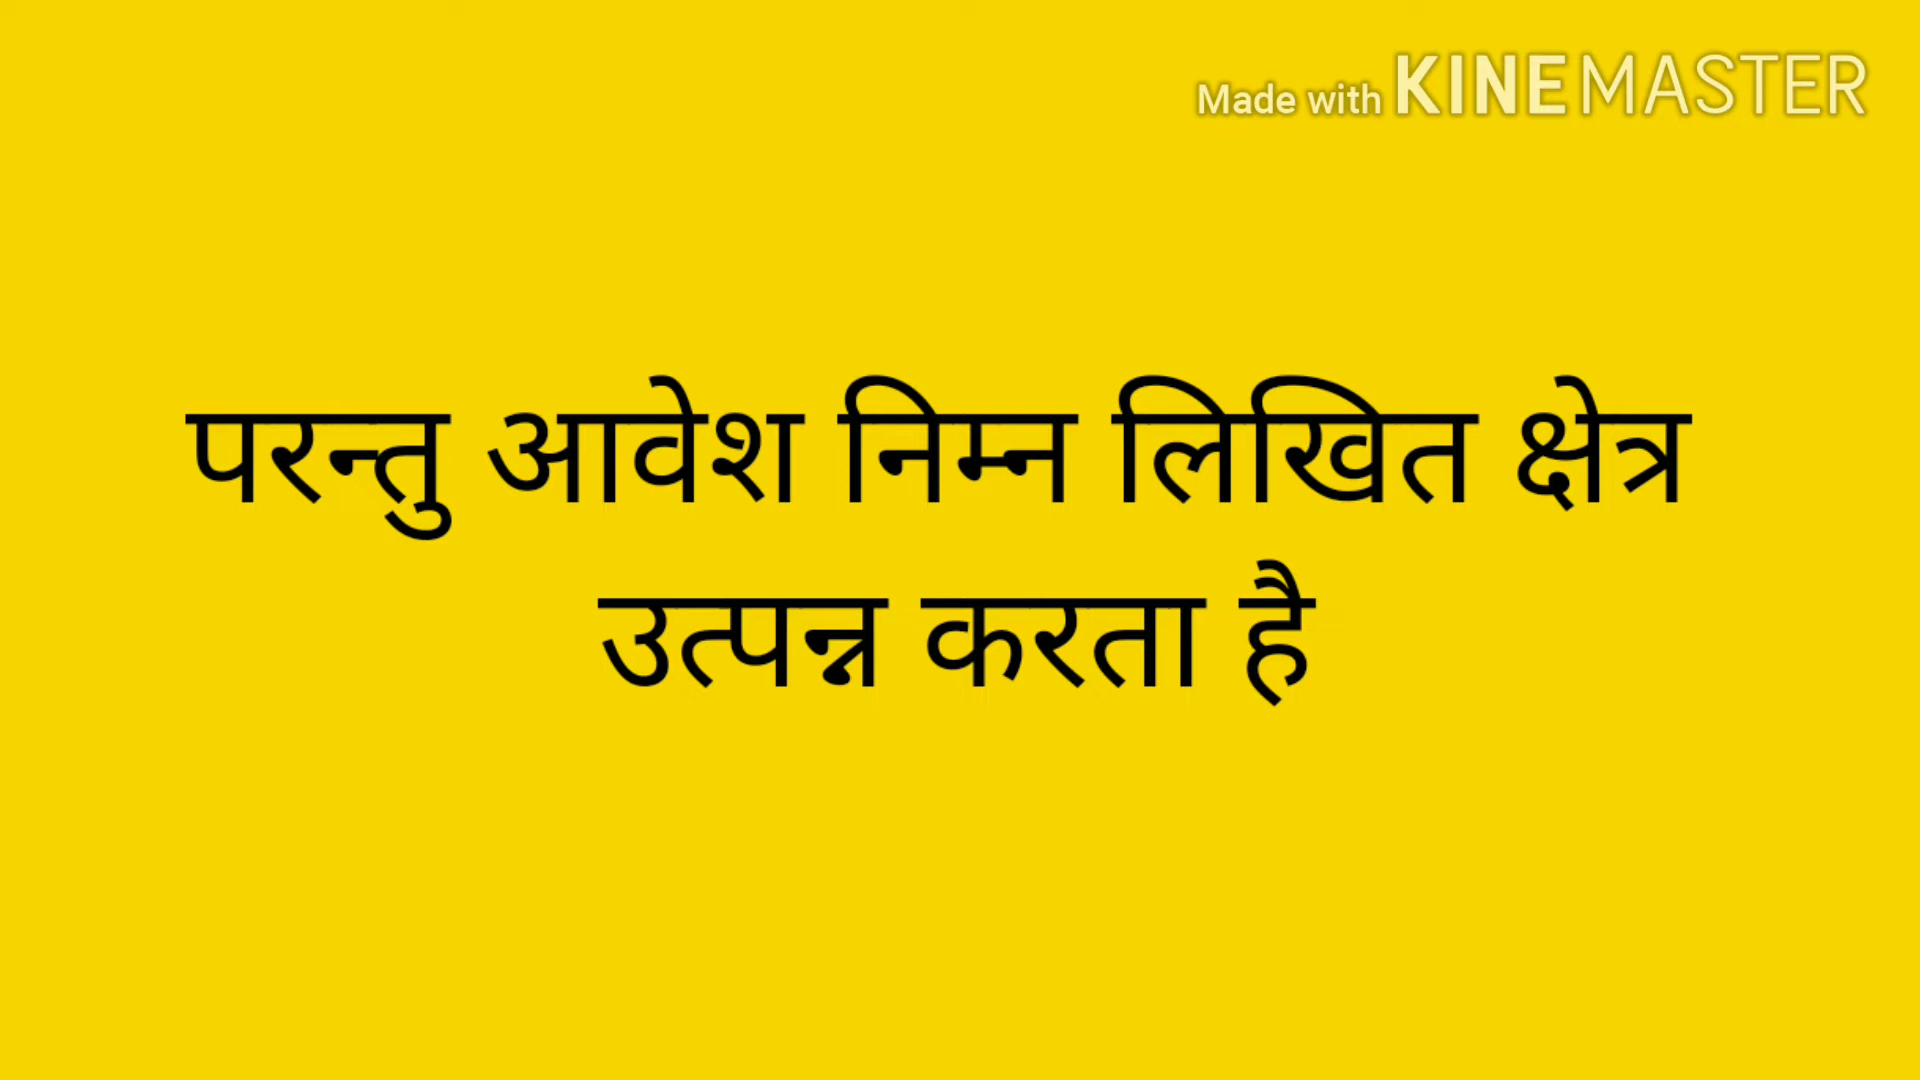 Made with KINEMASTER
परन्तु आवेश निम्न लिखित क्षेत्र
उत्पन्न करता है